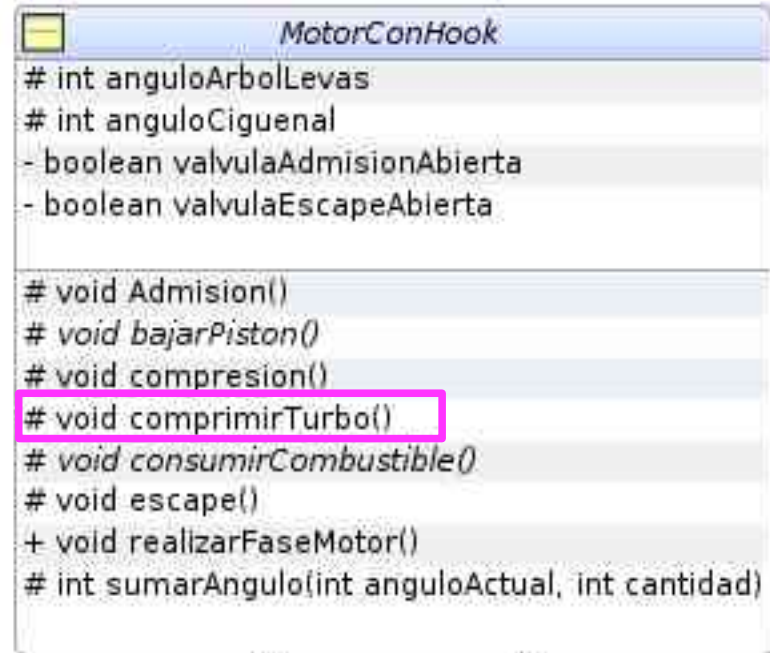 MotorConHook
# int anguloArbolLevas
# int anguloCiguenal
- boolean valvulaAdmisionAbierta
- boolean valvulaEscapeAbierta
# void Admision()
# void bajarPiston()
# void compresion()
# void comprimirTurbo()
# void consumirCombustible()
# void escape()
+ void realizarFaseMotor()
# int sumarAngulo(int anguloActual, int cantidad)